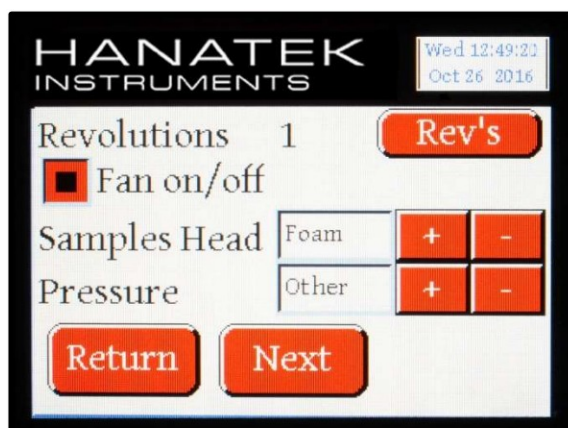 HANATEK
INSTRUMENTS
Wed 12:49:20
Oct 26 2016
Revolutions 1 Rev's
Fan on/off
Samples Head Foam + -
Pressure Other + -
Return Next